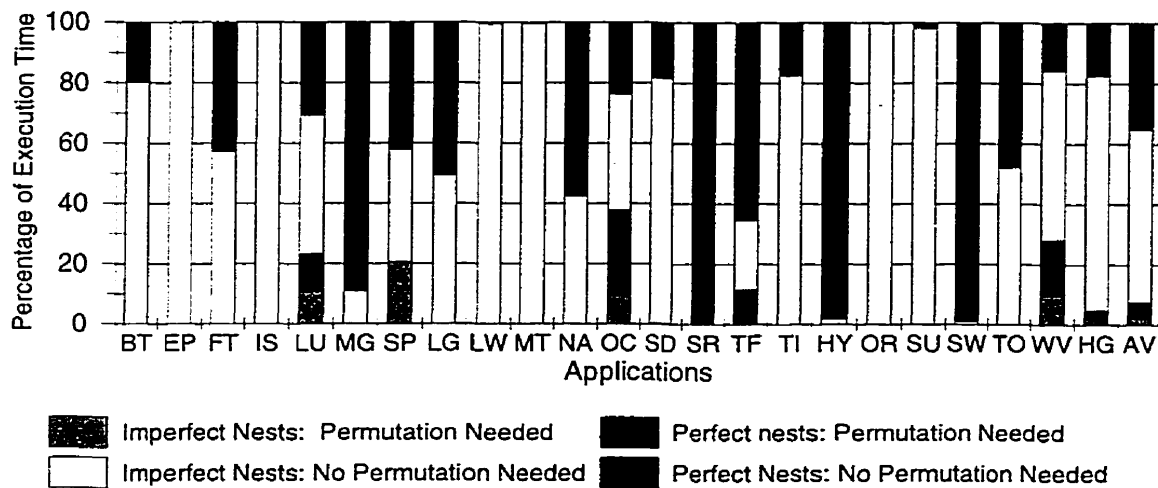 Percentage of Execution Time
100
80
60
40
20
0
BT EP FT IS LU MG SP LG LW MT NA OC SD SR TF TI HY OR SU SW TO WV HG AV
Applications
Imperfect Nests: Permutation Needed
Perfect nests: Permutation Needed
Imperfect Nests: No Permutation Needed
Perfect Nests: No Permutation Needed